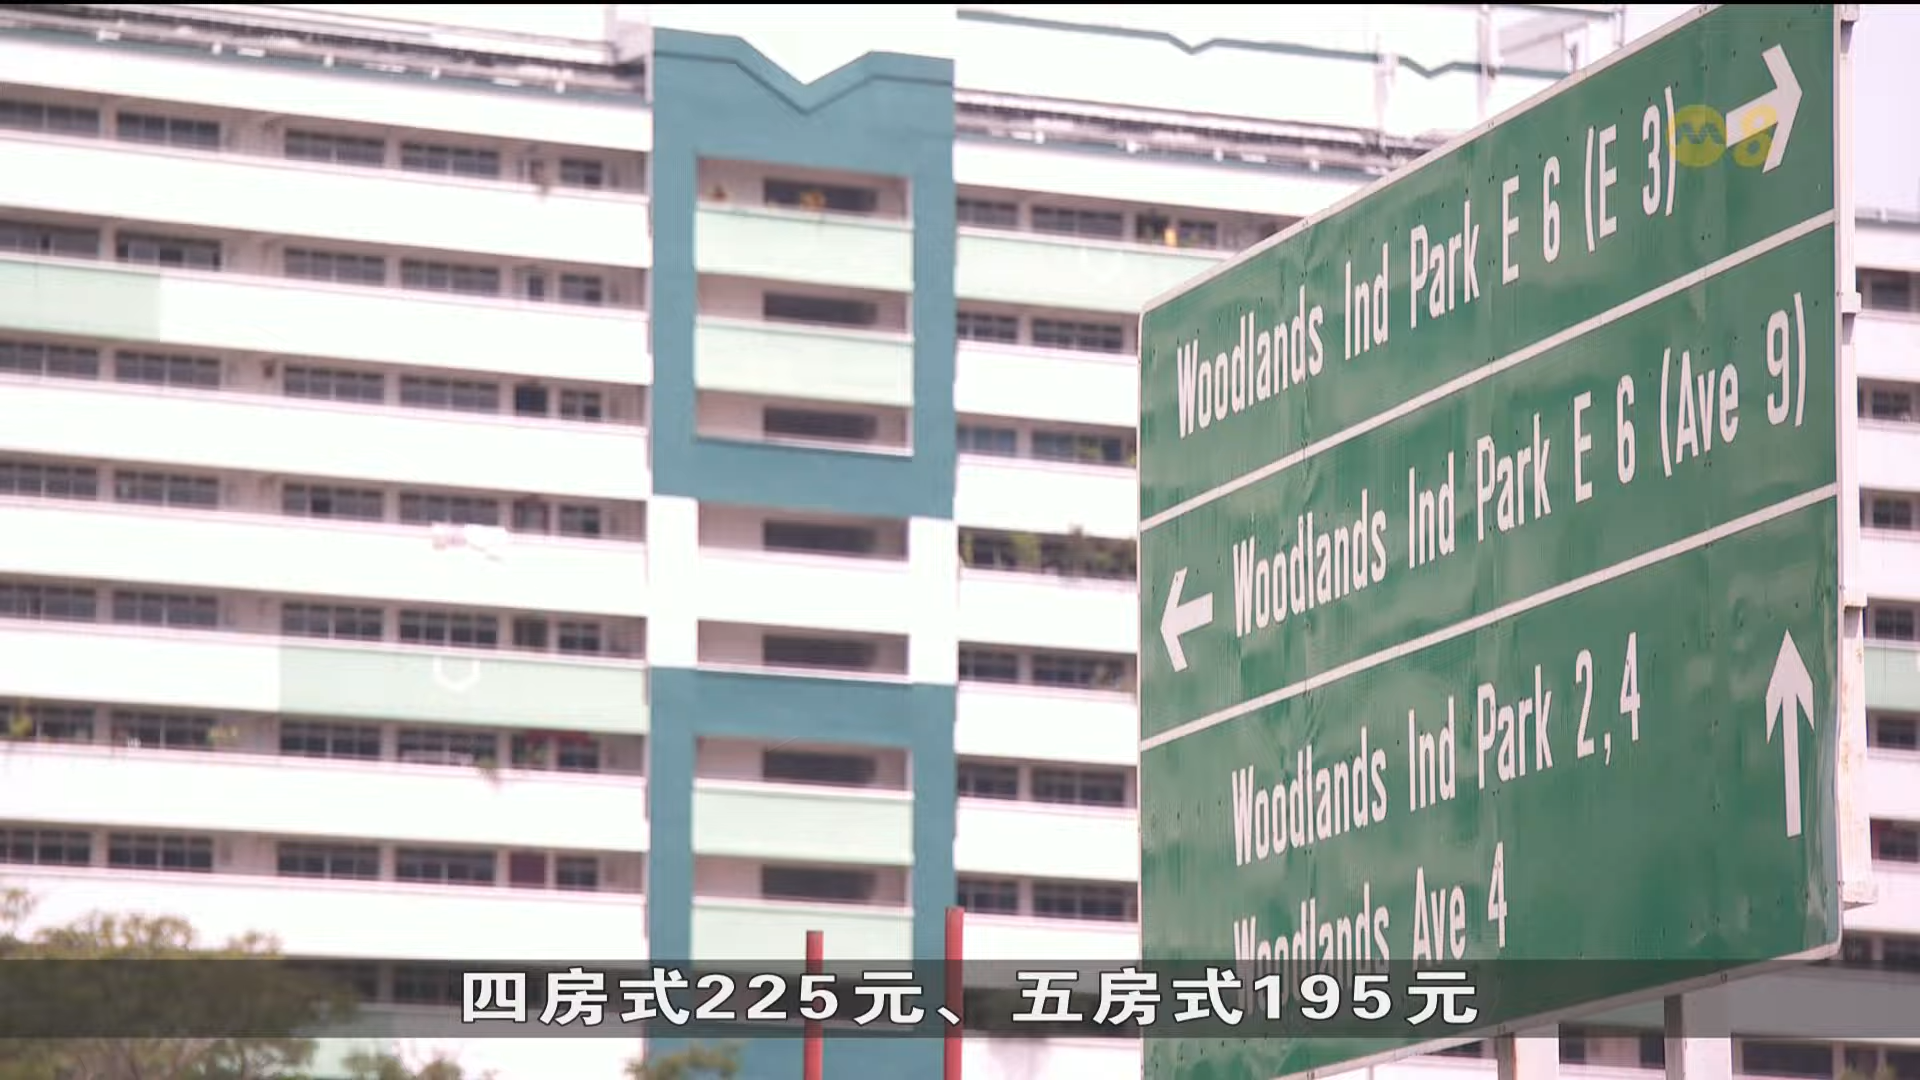 Woodlands Ind Park E 6 (E 3)
Woodlands Ind Park E 6 (Ave 9)
Woodlands Ind Park 2,4
Woodlands Ave 4
8
四房式225元、五房式195元